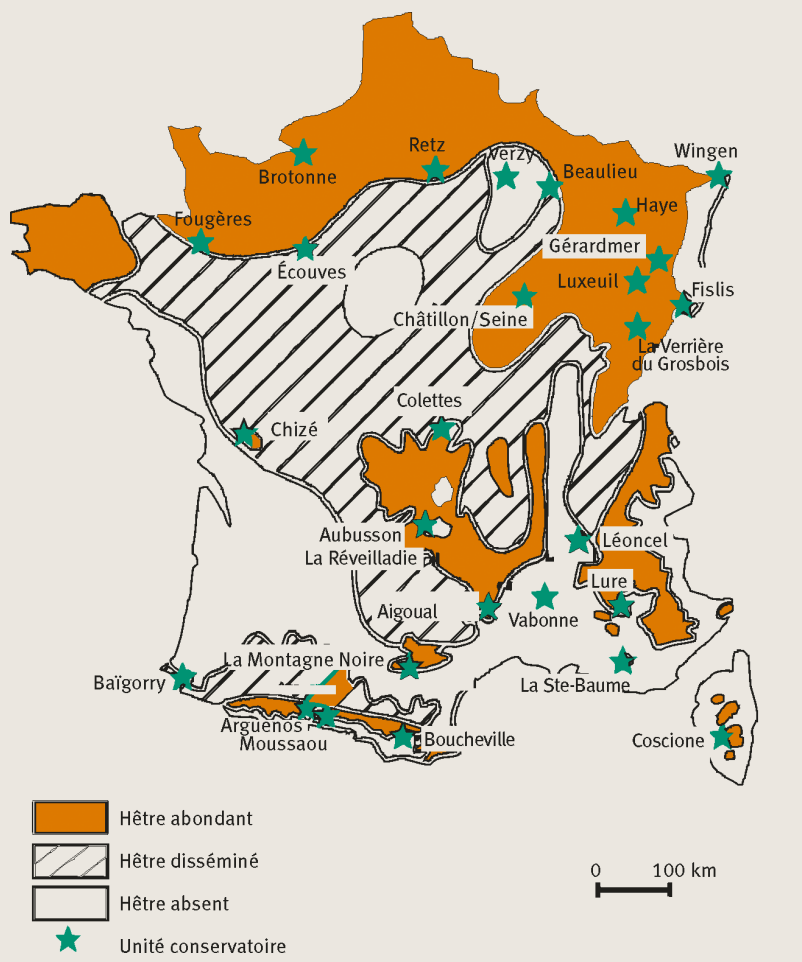 Retz
Verzy
Wingen
Brotonne
Beaulieu
Haye
Fougères
Écouves
Gérardmer
Luxeuil
Fislis
Châtillon/Seine
La Verrière
du Grosbois
Colettes
Chizé
Aubusson
La Réveilladie
Léoncel
Lure
Aigoual
Vabonne
La Montagne Noire
Baïgorry
La Ste-Baume
Arguenos
Moussaou
Boucheville
Coscione
Hêtre abondant
Hêtre disséminé
Hêtre absent
Unité conservatoire
0 100 km